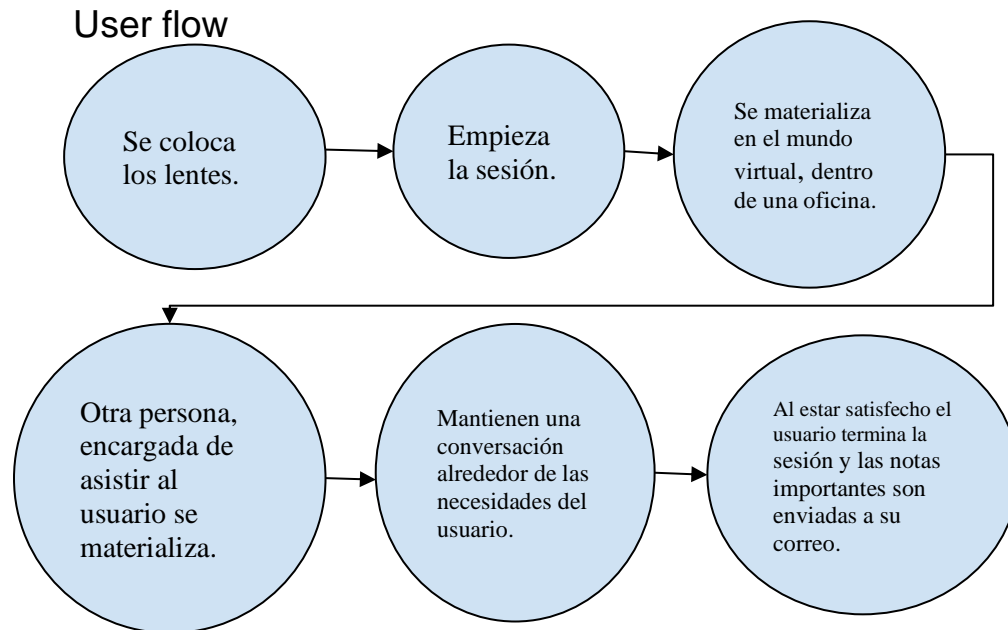 User flow
Se coloca
los lentes.
Empieza
la sesión.
Se materializa
en el mundo
virtual, dentro
de una oficina.
Otra persona,
encargada de
asistir al
usuario se
materializa.
Mantienen una
conversación
alrededor de las
necesidades del
usuario.
Al estar satisfecho el
usuario termina la
sesión y las notas
importantes son
enviadas a su
correo.